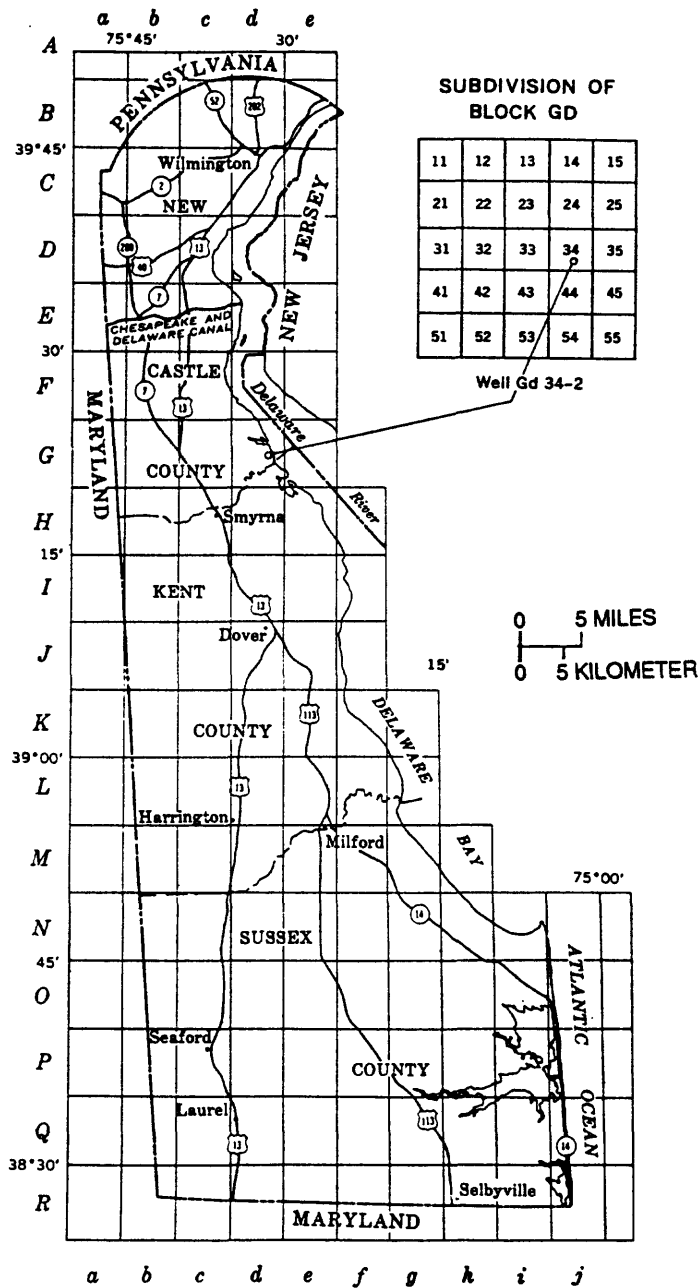 a b c d e
75°45' 30'
A
PENNSYLVANIA
B
52
202
39°45'
Wilmington
C
2
NEW
D
13
40
7
E
CHESAPEAKE AND
DELAWARE CANAL
30'
NEW JERSEY
CASTLE
F
7
13
Delaware
River
G
COUNTY
MARYLAND
H
Smyrna
15'
I
KENT
13
Dover
J
15'
K
COUNTY
113
39°00'
DELAWARE
BAY
L
13
Harrington
Milford
M
75°00'
N
SUSSEX
14
45'
O
ATLANTIC
OCEAN
Seaford
P
COUNTY
Laurel
Q
113
13
14
38°30'
Selbyville
R
MARYLAND
a b c d e f g h i j
SUBDIVISION OF
BLOCK GD
11 12 13 14 15
21 22 23 24 25
31 32 33 34 35
41 42 43 44 45
51 52 53 54 55
Well Gd 34-2
0 5 MILES
0 5 KILOMETER